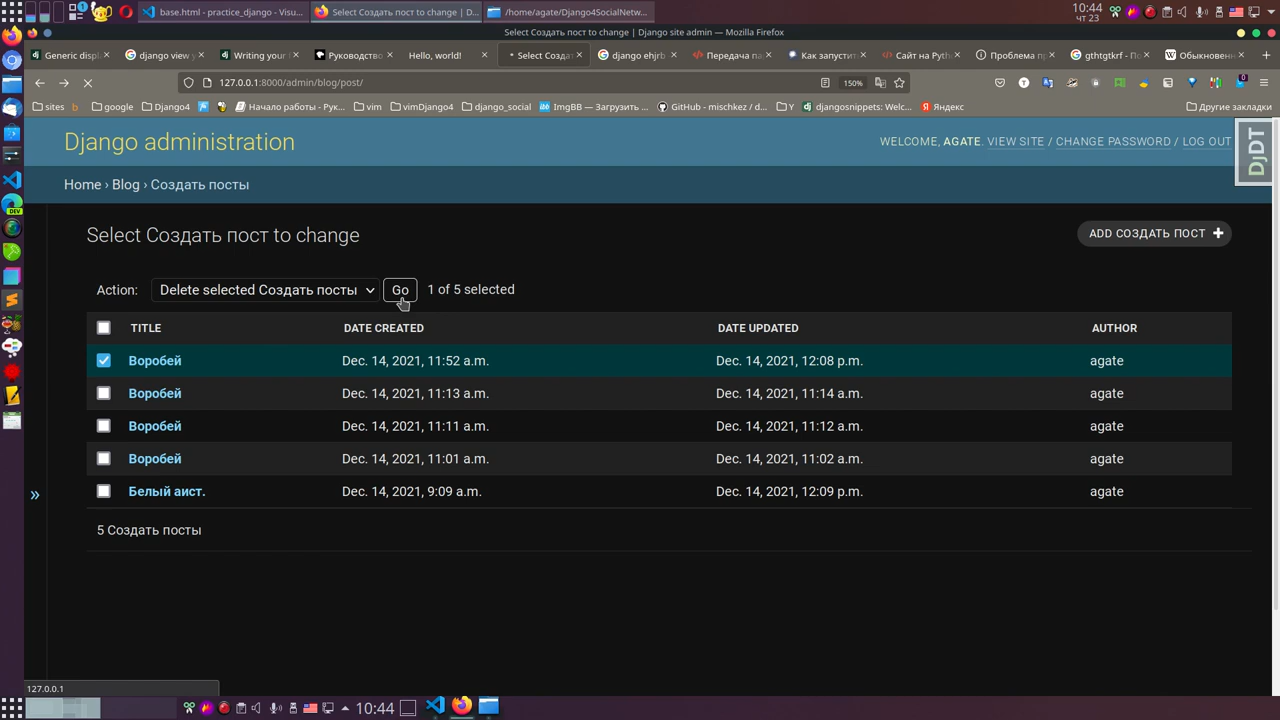 base.html - practice_django - Visu...
Select Создать пост to change | D...
/home/agate/Django4SocialNetw...
10:44
ЧТ 23
Select Создать пост to change | Django site admin — Mozilla Firefox
Generic displ
django view y
Writing your f
Руководство
Hello, world!
Select Созда
django ehjrb
Передача па
Как запустит
Сайт на Pyth
Проблема пр
gthtgtkrf - П
Обыкновенн
127.0.0.1:8000/admin/blog/post/
150%
sites
google
Django4
Начало работы - Рук...
vim
vimDjango4
django_social
ImgBB — Загрузить ...
GitHub - mischkez / d...
Y
djangosnippets: Welc...
Яндекс
Другие закладки
Django administration
WELCOME, AGATE. VIEW SITE / CHANGE PASSWORD / LOG OUT
DjDT
Home › Blog › Создать посты
Select Создать пост to change
ADD СОЗДАТЬ ПОСТ +
Action: Delete selected Создать посты Go 1 of 5 selected
TITLE DATE CREATED DATE UPDATED AUTHOR
Воробей Dec. 14, 2021, 11:52 a.m. Dec. 14, 2021, 12:08 p.m. agate
Воробей Dec. 14, 2021, 11:13 a.m. Dec. 14, 2021, 11:14 a.m. agate
Воробей Dec. 14, 2021, 11:11 a.m. Dec. 14, 2021, 11:12 a.m. agate
Воробей Dec. 14, 2021, 11:01 a.m. Dec. 14, 2021, 11:02 a.m. agate
Белый аист. Dec. 14, 2021, 9:09 a.m. Dec. 14, 2021, 12:09 p.m. agate
»
5 Создать посты
127.0.0.1
10:44